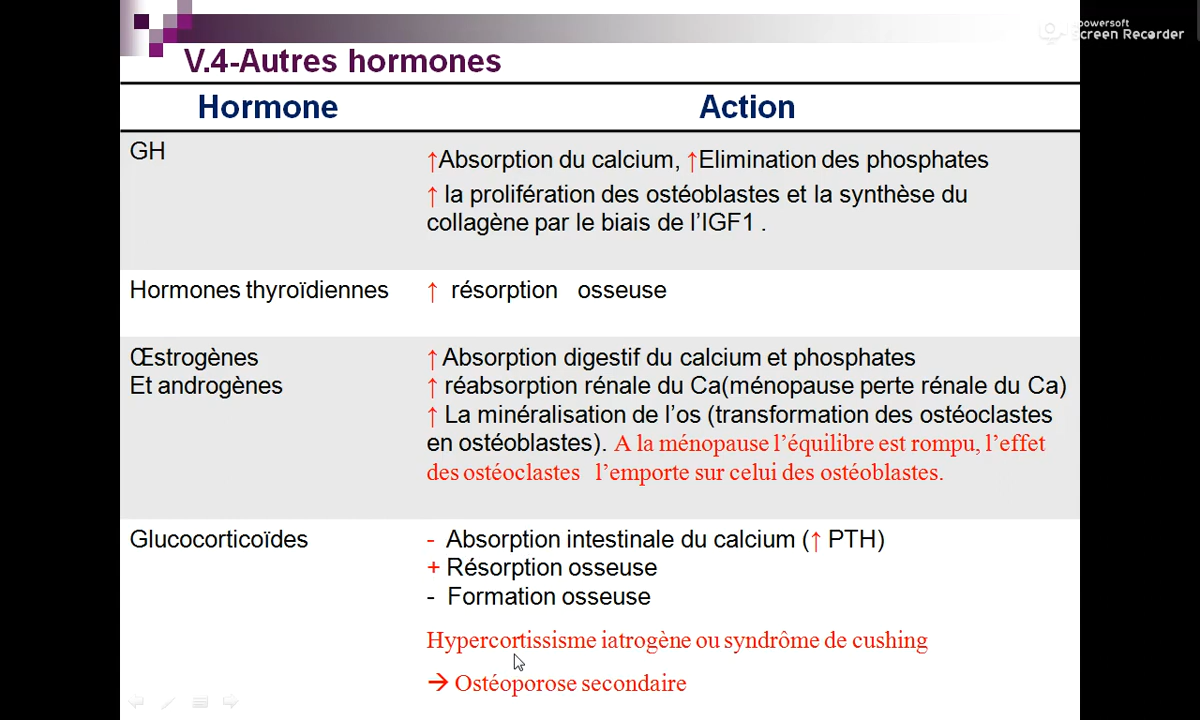 powersoft
Screen Recorder
V.4-Autres hormones
Hormone Action
GH
↑Absorption du calcium, ↑Elimination des phosphates
↑ la prolifération des ostéoblastes et la synthèse du
collagène par le biais de l’IGF1 .
Hormones thyroïdiennes ↑ résorption osseuse
Œstrogènes ↑ Absorption digestif du calcium et phosphates
Et androgènes ↑ réabsorption rénale du Ca(ménopause perte rénale du Ca)
↑ La minéralisation de l’os (transformation des ostéoclastes
en ostéoblastes). A la ménopause l’équilibre est rompu, l’effet
des ostéoclastes l’emporte sur celui des ostéoblastes.
Glucocorticoïdes - Absorption intestinale du calcium (↑ PTH)
+ Résorption osseuse
- Formation osseuse
Hypercortissisme iatrogène ou syndrôme de cushing
→ Ostéoporose secondaire